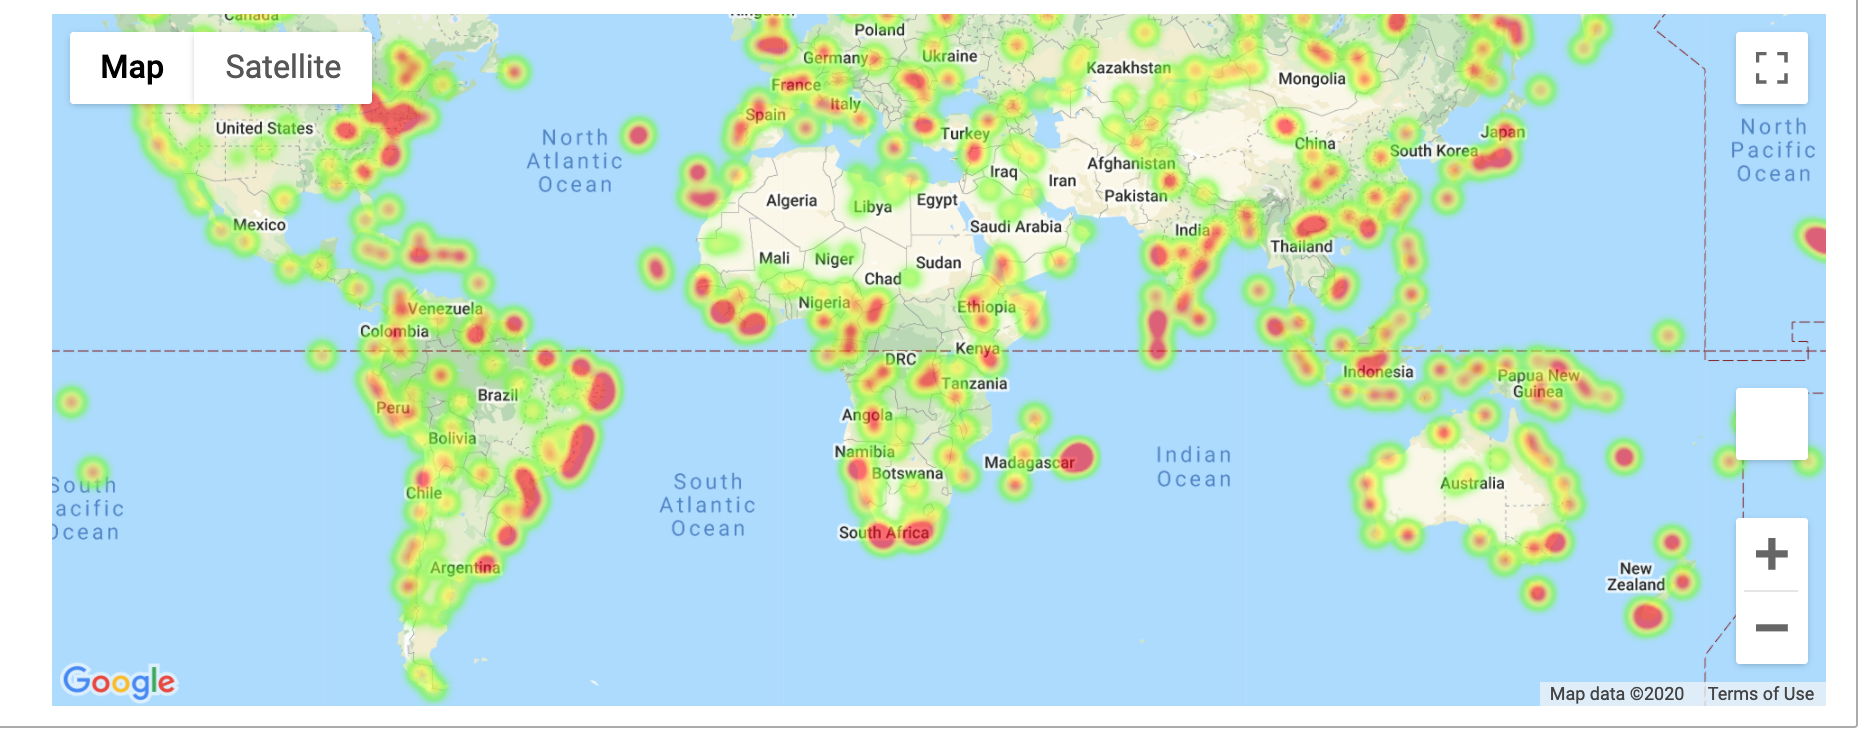 Canada
Kingdom
Poland
Map
Satellite
Germany
Ukraine
Kazakhstan
Mongolia
France
Italy
Spain
United States
North
Atlantic
Ocean
Turkey
China
Japan
South Korea
North
Pacific
Ocean
Afghanistan
Iraq
Iran
Pakistan
Algeria
Libya
Egypt
Saudi Arabia
Mexico
India
Thailand
Mali
Niger
Sudan
Chad
Nigeria
Ethiopia
Venezuela
Colombia
DRC
Kenya
Indonesia
Papua New
Guinea
Brazil
Tanzania
Peru
Angola
Bolivia
Namibia
Madagascar
Indian
Ocean
Botswana
Chile
Australia
South
acific
Ocean
South
Atlantic
Ocean
South Africa
Argentina
New
Zealand
Google
Map data ©2020
Terms of Use